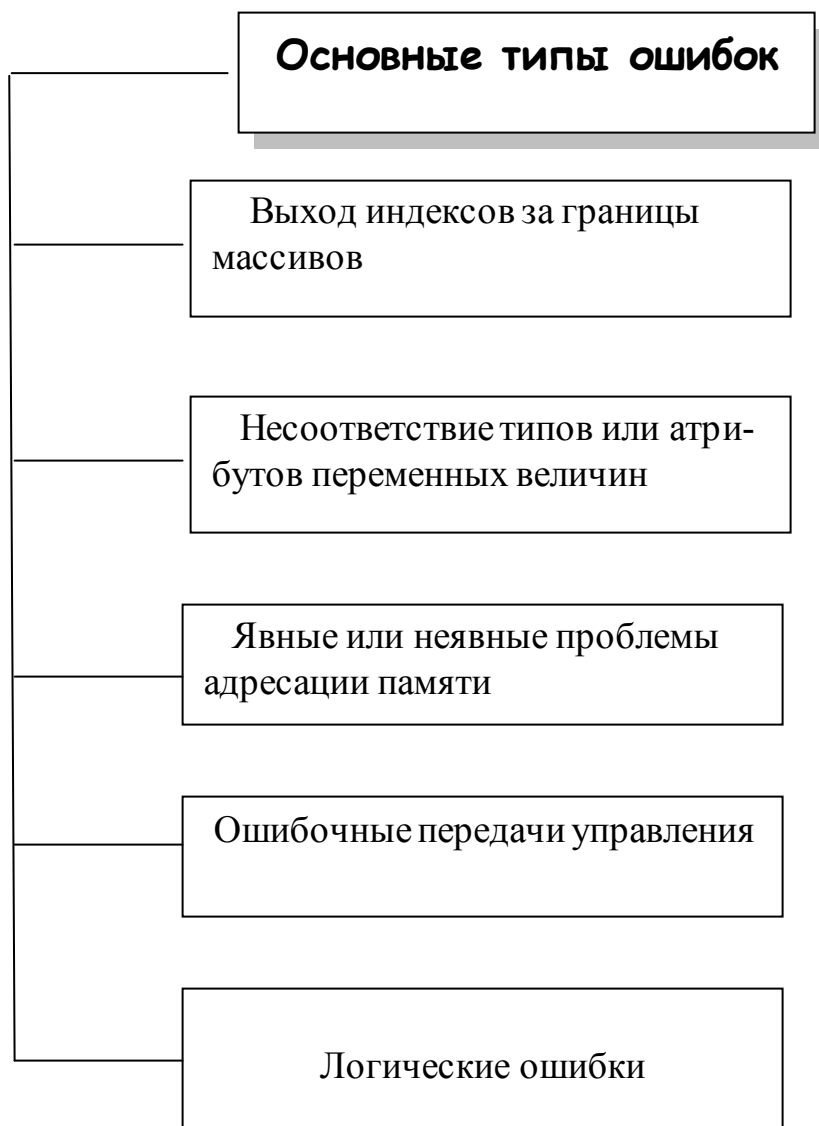 Основные типы ошибок
Выход индексов за границы
массивов
Несоответствие типов или атри-
бутов переменных величин
Явные или неявные проблемы
адресации памяти
Ошибочные передачи управления
Логические ошибки